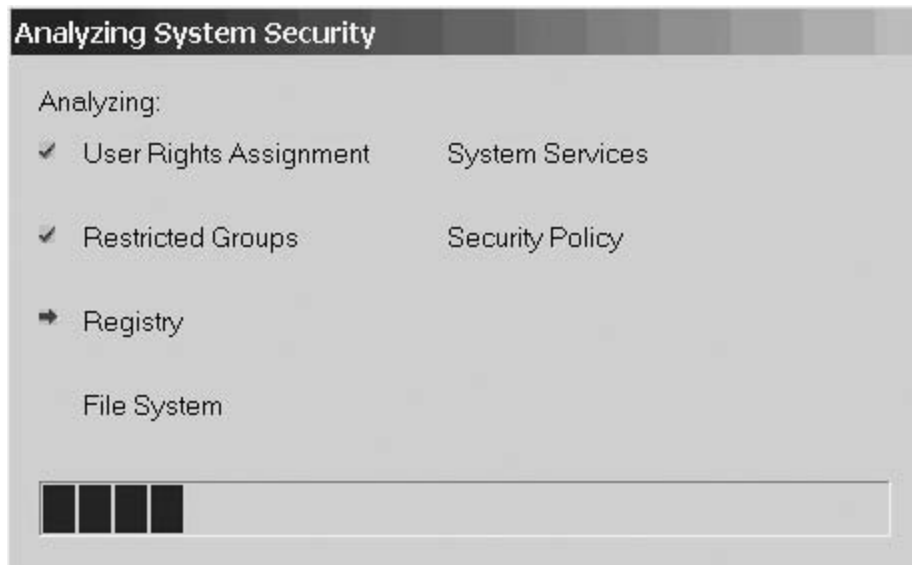 Analyzing System Security
Analyzing:
User Rights Assignment
Restricted Groups
Registry
File System
System Services
Security Policy